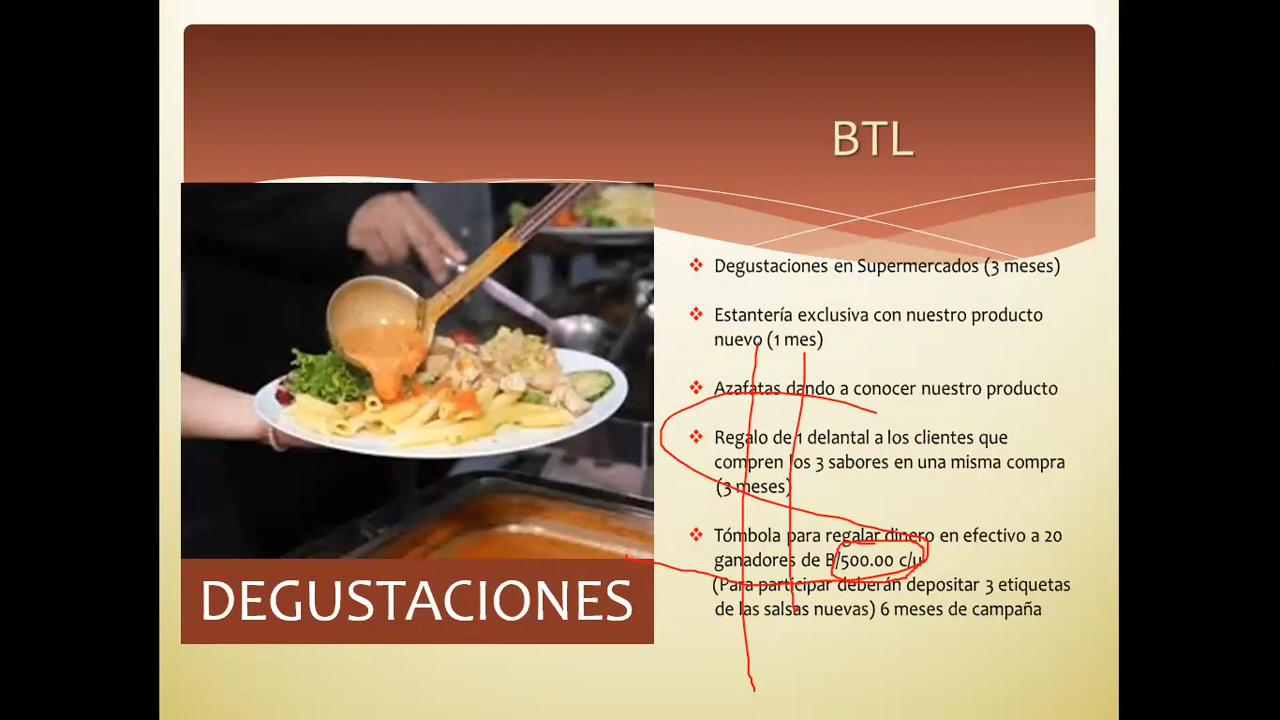 BTL
Degustaciones en Supermercados (3 meses)
Estantería exclusiva con nuestro producto
nuevo (1 mes)
Azafatas dando a conocer nuestro producto
Regalo de 1 delantal a los clientes que
compren los 3 sabores en una misma compra
(3 meses)
Tómbola para regalar dinero en efectivo a 20
ganadores de B/500.00 c/u
(Para participar deberán depositar 3 etiquetas
de las salsas nuevas) 6 meses de campaña
DEGUSTACIONES